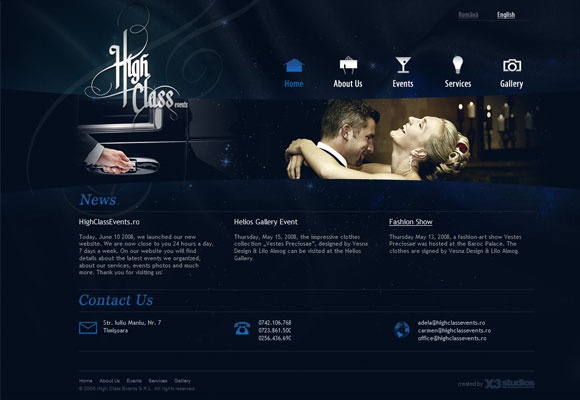 Română English
High
Class
events
Home About Us Events Services Gallery
News
HighClassEvents.ro
Today, June 10 2008, we launched our new
website. We are now close to you 24 hours a day,
7 days a week. On our website you will find
details about the latest events we organized,
about our services, events photos and much
more. Thank you for visiting us!
Helios Gallery Event
Thursday, May 15, 2008, the impressive clothes
collection „Vestes Preciosae”, designed by Vesna
Design & Lilo Almog can be visited at the Helios
Gallery.
Fashion Show
Thursday May 13, 2008, a fashion-art show Vestes
Preciosae was hosted at the Baroc Palace. The
clothes are signed by Vesna Design & Lilo Almog.
Contact Us
Str. Iuliu Maniu, Nr. 7
Timişoara
0742.106.768
0723.861.500
0256.436.690
adela@highclassevents.ro
carmen@highclassevents.ro
office@highclassevents.ro
Home About Us Events Services Gallery
© 2008 High Class Events S.R.L. All rights reserved.
created by X3 studios